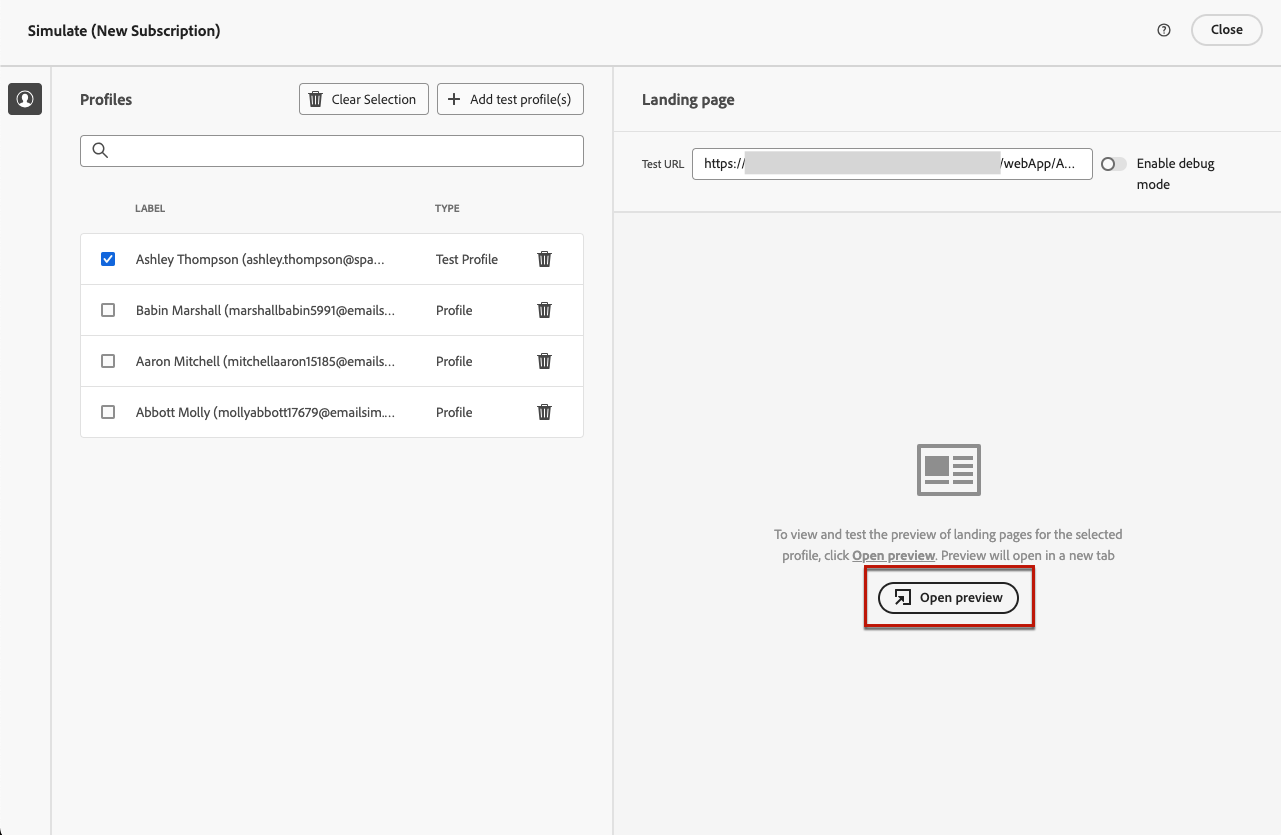 Simulate (New Subscription)
Close
Profiles
Clear Selection
Add test profile(s)
Landing page
Test URL
https://
/webApp/A...
Enable debug
mode
LABEL
TYPE
Ashley Thompson (ashley.thompson@spa...
Test Profile
Babin Marshall (marshallbabin5991@emails...
Profile
Aaron Mitchell (mitchellaaron15185@emails...
Profile
Abbott Molly (mollyabbott17679@emailsim....
Profile
To view and test the preview of landing pages for the selected
profile, click Open preview. Preview will open in a new tab
Open preview